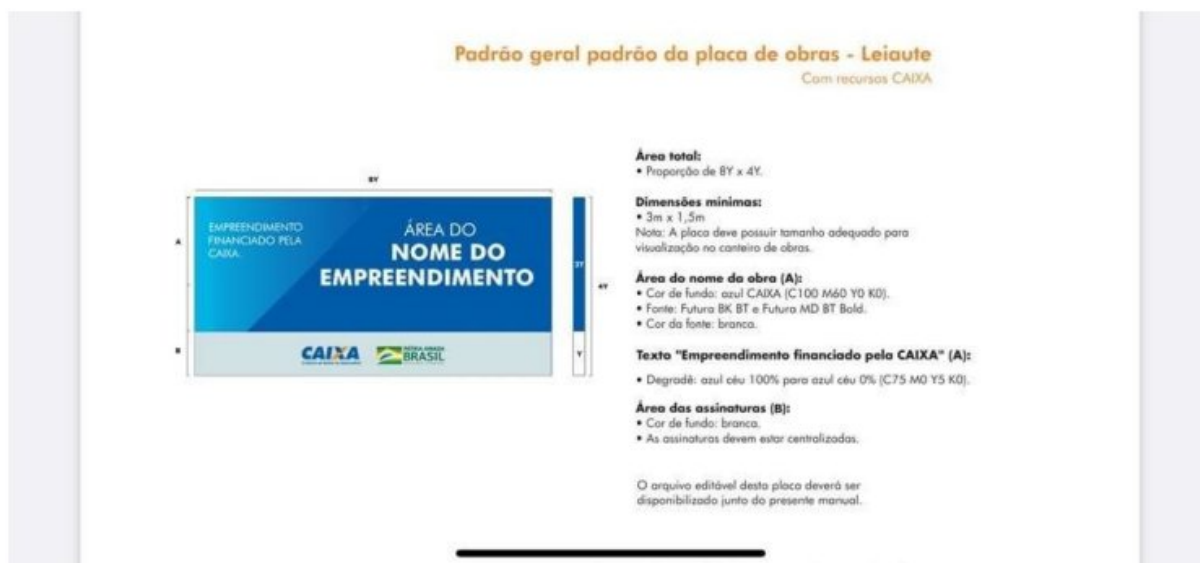 Padrão geral padrão da placa de obras - Leiaute
Com recursos CAIXA
8Y
A
B
EMPREENDIMENTO
FINANCIADO PELA
CAIXA.
ÁREA DO
NOME DO
EMPREENDIMENTO
CAIXA
PÁTRIA AMADA
BRASIL
3Y
Y
4Y
Área total:
• Proporção de 8Y x 4Y.
Dimensões mínimas:
• 3m x 1,5m
Nota: A placa deve possuir tamanho adequado para
visualização no canteiro de obras.
Área do nome da obra (A):
• Cor de fundo: azul CAIXA (C100 M60 Y0 K0).
• Fonte: Futura BK BT e Futura MD BT Bold.
• Cor da fonte: branca.
Texto "Empreendimento financiado pela CAIXA" (A):
• Degradê: azul céu 100% para azul céu 0% (C75 M0 Y5 K0).
Área das assinaturas (B):
• Cor de fundo: branca.
• As assinaturas devem estar centralizadas.
O arquivo editável desta placa deverá ser
disponibilizado junto do presente manual.